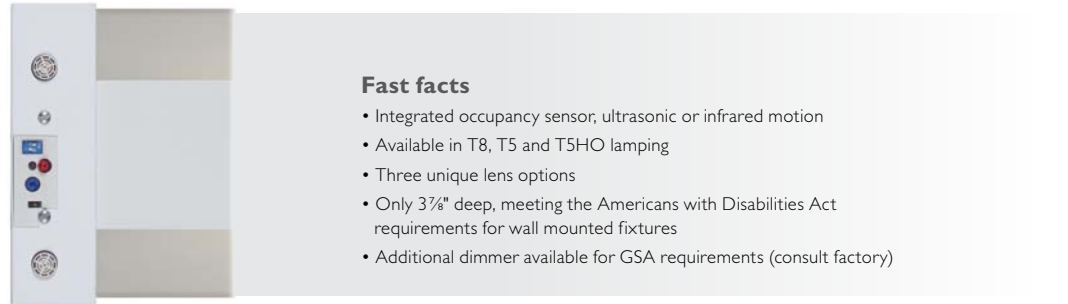 Fast facts
• Integrated occupancy sensor, ultrasonic or infrared motion
• Available in T8, T5 and T5HO lamping
• Three unique lens options
• Only 3⅞" deep, meeting the Americans with Disabilities Act
requirements for wall mounted fixtures
• Additional dimmer available for GSA requirements (consult factory)